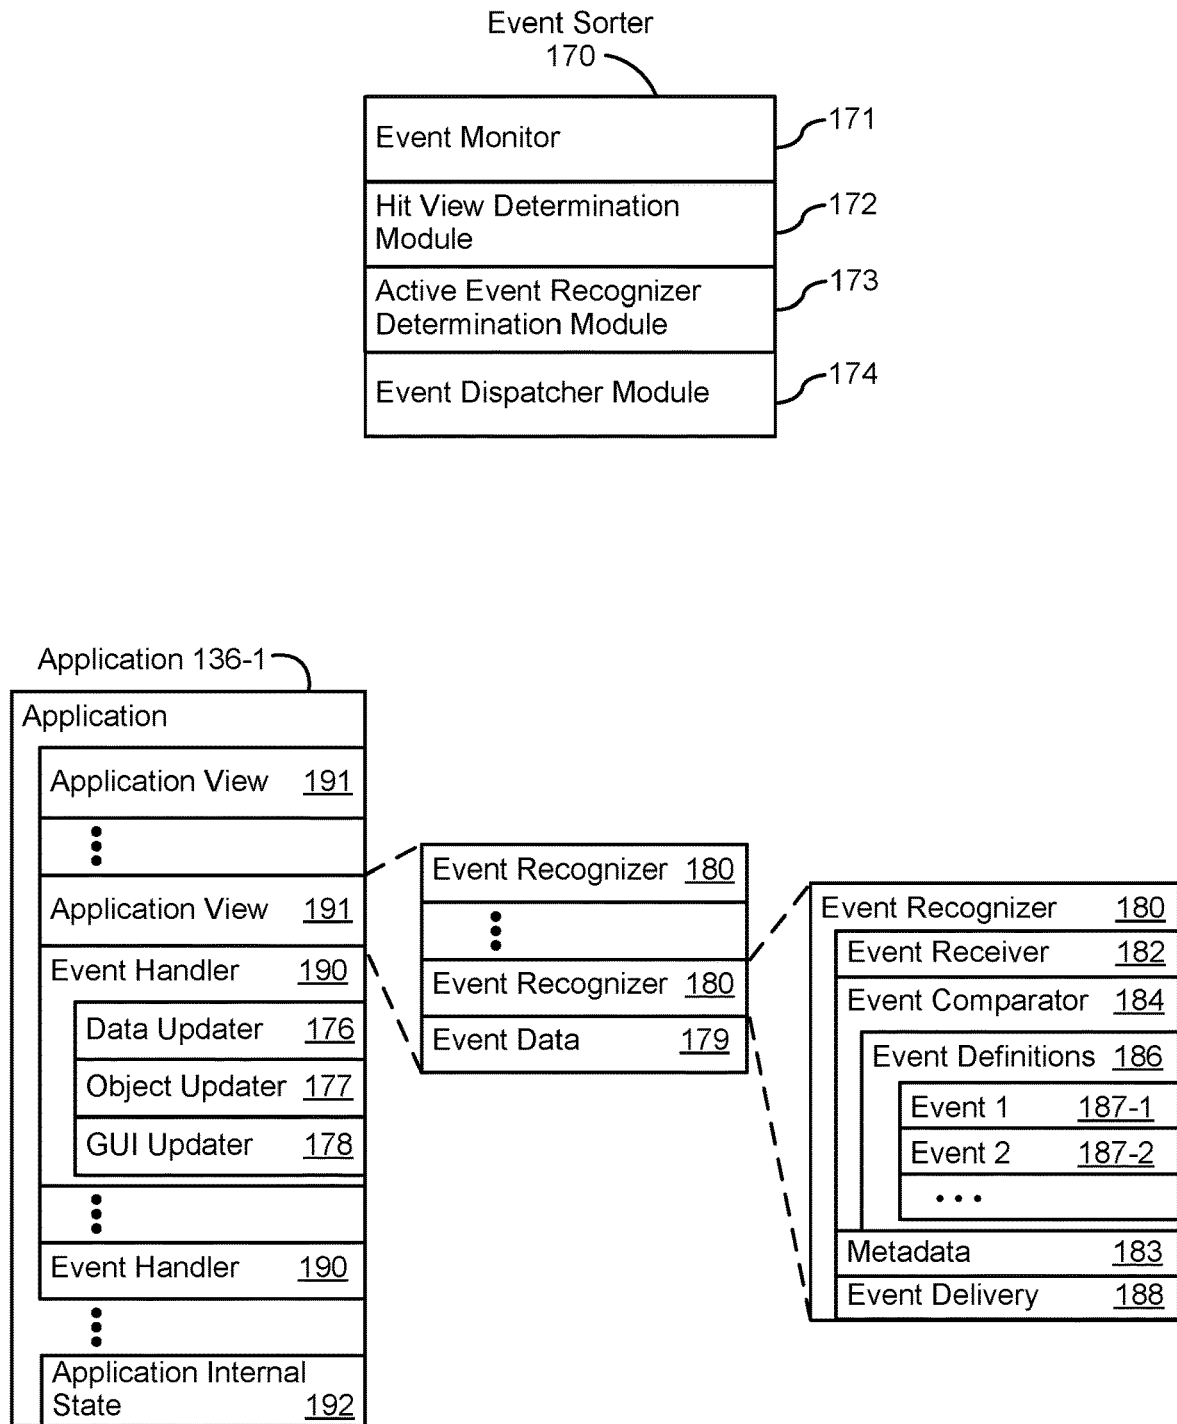 Event Sorter
170
Event Monitor
171
Hit View Determination
Module
172
Active Event Recognizer
Determination Module
173
Event Dispatcher Module
174
Application 136-1
Application
Application View 191
Application View 191
Event Handler 190
Data Updater 176
Object Updater 177
GUI Updater 178
Event Handler 190
Application Internal
State 192
Event Recognizer 180
Event Recognizer 180
Event Data 179
Event Recognizer 180
Event Receiver 182
Event Comparator 184
Event Definitions 186
Event 1 187-1
Event 2 187-2
• • •
Metadata 183
Event Delivery 188